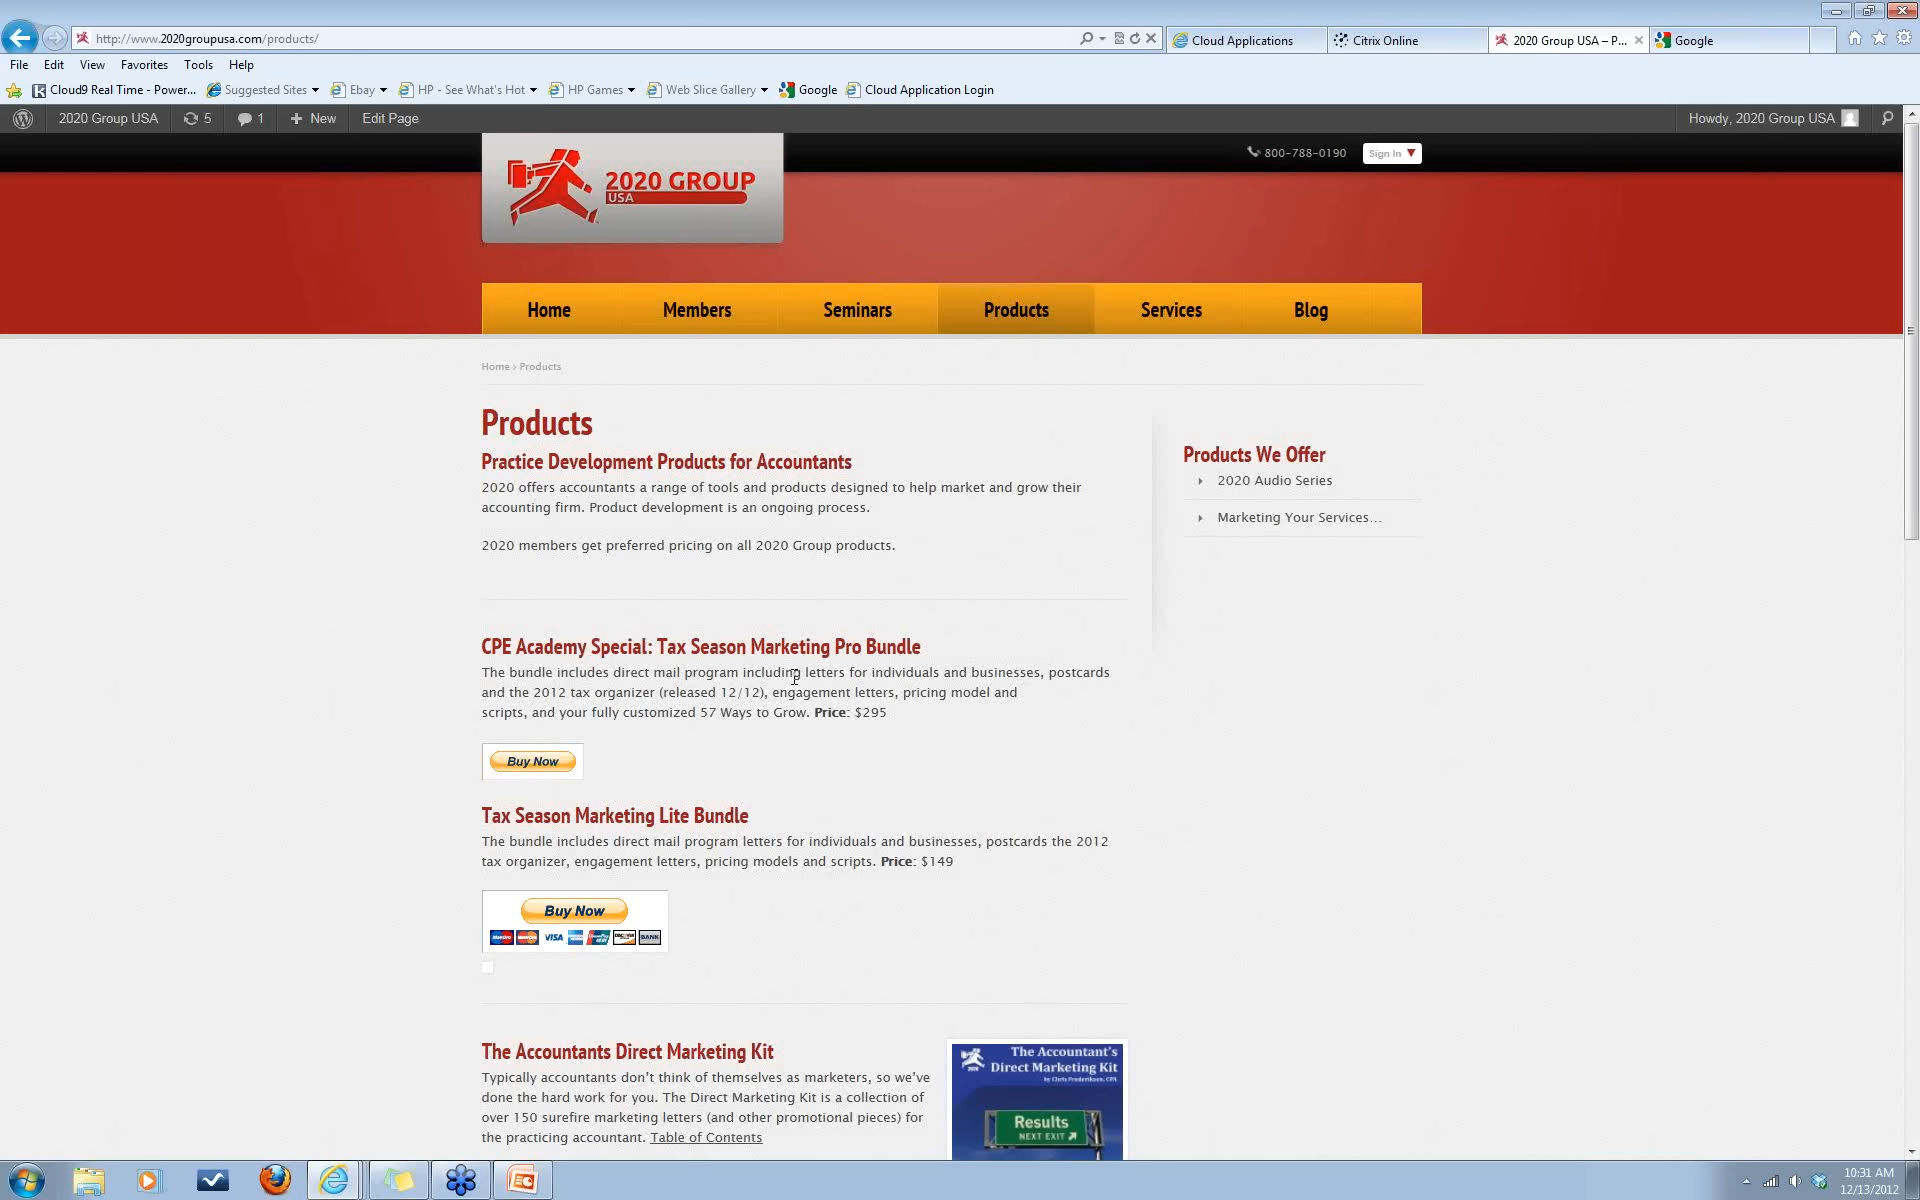 http://www.2020groupusa.com/products/
Cloud Applications
Citrix Online
2020 Group USA – P...
Google
File Edit View Favorites Tools Help
Cloud9 Real Time - Power...
Suggested Sites
Ebay
HP - See What's Hot
HP Games
Web Slice Gallery
Google
Cloud Application Login
2020 Group USA
5
1
New
Edit Page
Howdy, 2020 Group USA
800-788-0190
Sign In
2020 GROUP
USA
Home Members Seminars Products Services Blog
Home › Products
Products
Practice Development Products for Accountants
2020 offers accountants a range of tools and products designed to help market and grow their
accounting firm. Product development is an ongoing process.
2020 members get preferred pricing on all 2020 Group products.
Products We Offer
2020 Audio Series
Marketing Your Services...
CPE Academy Special: Tax Season Marketing Pro Bundle
The bundle includes direct mail program including letters for individuals and businesses, postcards
and the 2012 tax organizer (released 12/12), engagement letters, pricing model and
scripts, and your fully customized 57 Ways to Grow. Price: $295
Buy Now
Tax Season Marketing Lite Bundle
The bundle includes direct mail program letters for individuals and businesses, postcards the 2012
tax organizer, engagement letters, pricing models and scripts. Price: $149
Buy Now
VISA
BANK
The Accountants Direct Marketing Kit
Typically accountants don't think of themselves as marketers, so we've
done the hard work for you. The Direct Marketing Kit is a collection of
over 150 surefire marketing letters (and other promotional pieces) for
the practicing accountant. Table of Contents
The Accountant's
Direct Marketing Kit
by Chris Frederiksen, CPA
Results
NEXT EXIT
10:31 AM
12/13/2012